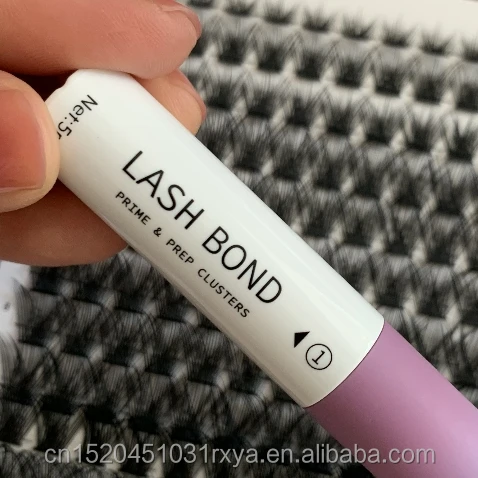 Net:5
LASH BOND
PRIME & PREP CLUSTERS
1
cn1520451031rxya.en.alibaba.com